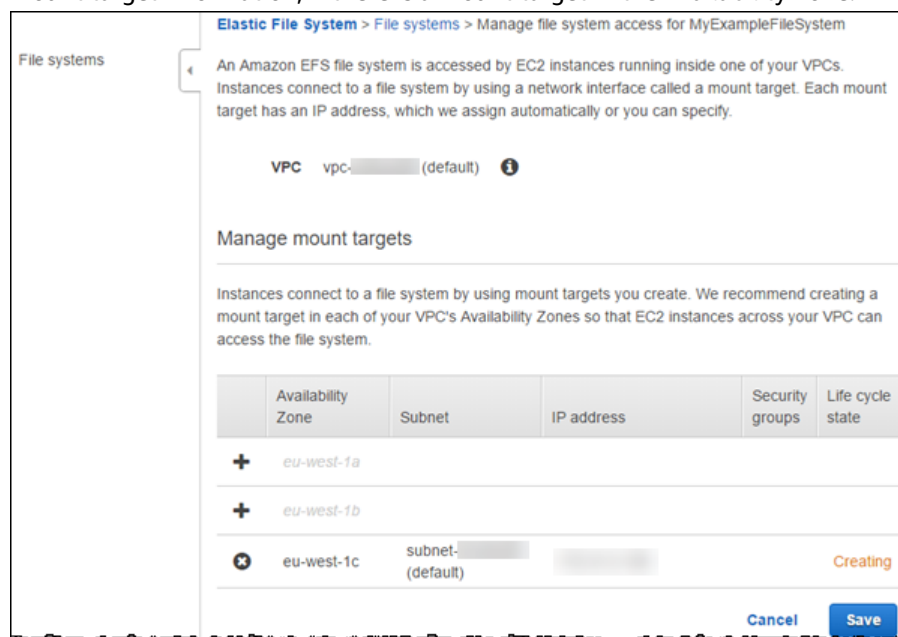 Elastic File System > File systems > Manage file system access for MyExampleFileSystem
File systems
An Amazon EFS file system is accessed by EC2 instances running inside one of your VPCs.
Instances connect to a file system by using a network interface called a mount target. Each mount
target has an IP address, which we assign automatically or you can specify.
VPC vpc- (default)
Manage mount targets
Instances connect to a file system by using mount targets you create. We recommend creating a
mount target in each of your VPC's Availability Zones so that EC2 instances across your VPC can
access the file system.
Availability Zone Subnet IP address Security groups Life cycle state
eu-west-1a
eu-west-1b
eu-west-1c subnet- (default) Creating
Cancel Save